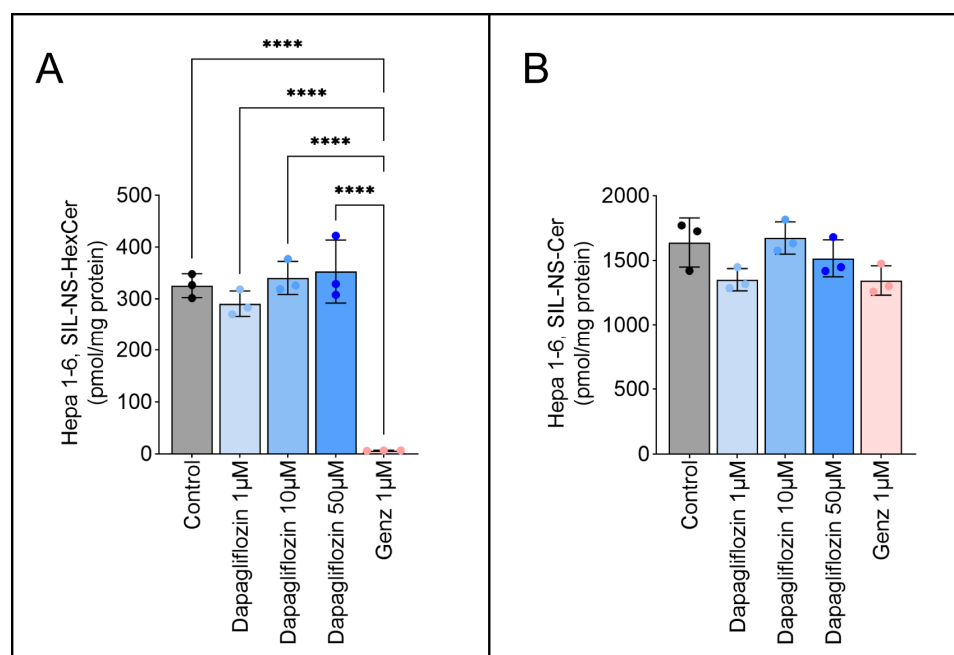 A
****
****
****
****
Hepa 1-6, SIL-NS-HexCer
(pmol/mg protein)
500
400
300
200
100
0
Control
Dapagliflozin 1µM
Dapagliflozin 10µM
Dapagliflozin 50µM
Genz 1µM
B
Hepa 1-6, SIL-NS-Cer
(pmol/mg protein)
2000
1500
1000
500
0
Control
Dapagliflozin 1µM
Dapagliflozin 10µM
Dapagliflozin 50µM
Genz 1µM